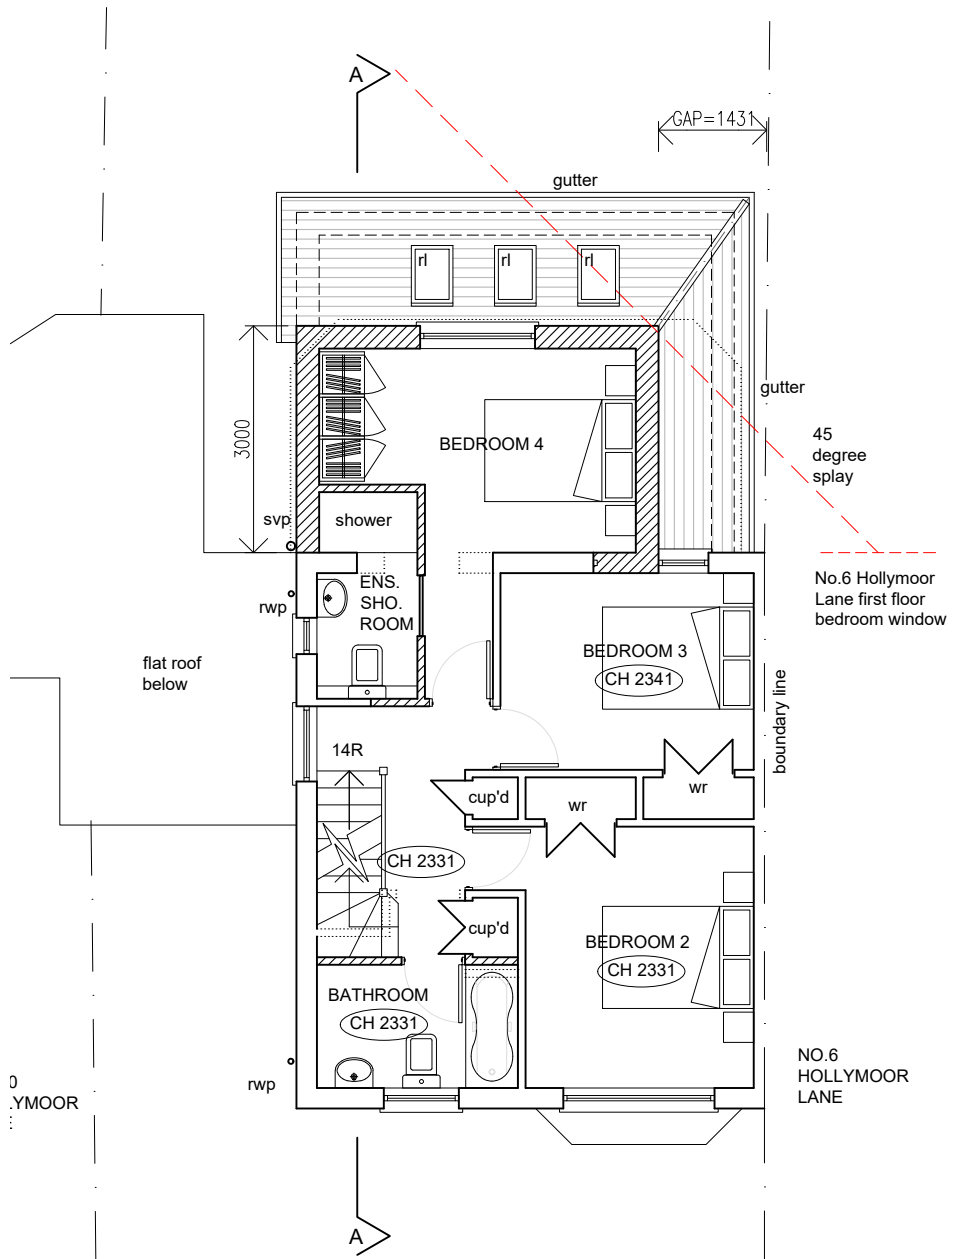 A
GAP=1431
gutter
rl
rl
rl
gutter
3000
BEDROOM 4
45
degree
splay
svp
shower
No.6 Hollymoor
Lane first floor
bedroom window
rwp
ENS.
SHO.
ROOM
flat roof
below
BEDROOM 3
CH 2341
boundary line
14R
cup'd
wr
wr
CH 2331
cup'd
BEDROOM 2
CH 2331
BATHROOM
CH 2331
rwp
NO.6
HOLLYMOOR
LANE
0
LYMOOR
A